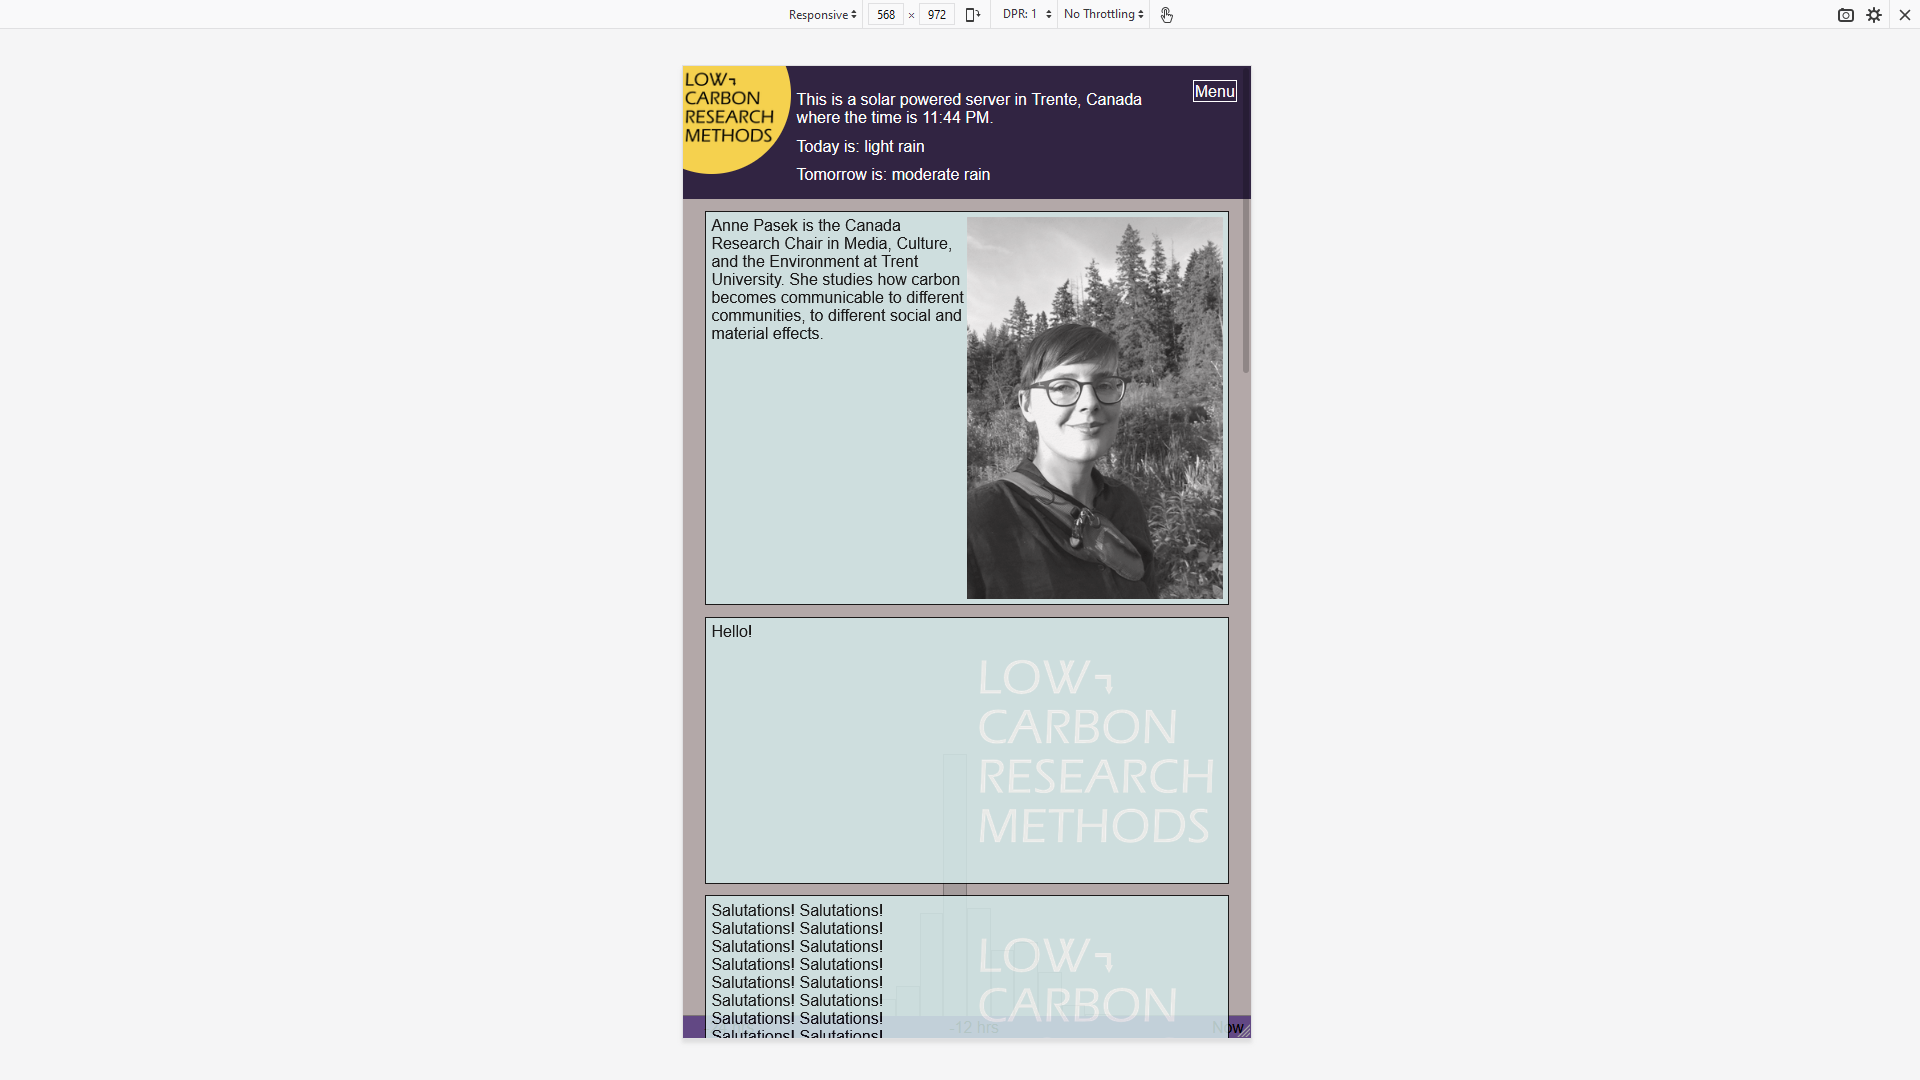 Responsive 568 × 972 DPR: 1 No Throttling
LOW
CARBON
RESEARCH
METHODS
This is a solar powered server in Trente, Canada
where the time is 11:44 PM.
Today is: light rain
Tomorrow is: moderate rain
Menu
Anne Pasek is the Canada
Research Chair in Media, Culture,
and the Environment at Trent
University. She studies how carbon
becomes communicable to different
communities, to different social and
material effects.
Hello!
LOW
CARBON
RESEARCH
METHODS
Salutations! Salutations!
Salutations! Salutations!
Salutations! Salutations!
Salutations! Salutations!
Salutations! Salutations!
Salutations! Salutations!
Salutations! Salutations!
Salutations! Salutations!
LOW
CARBON
-12 hrs
Now